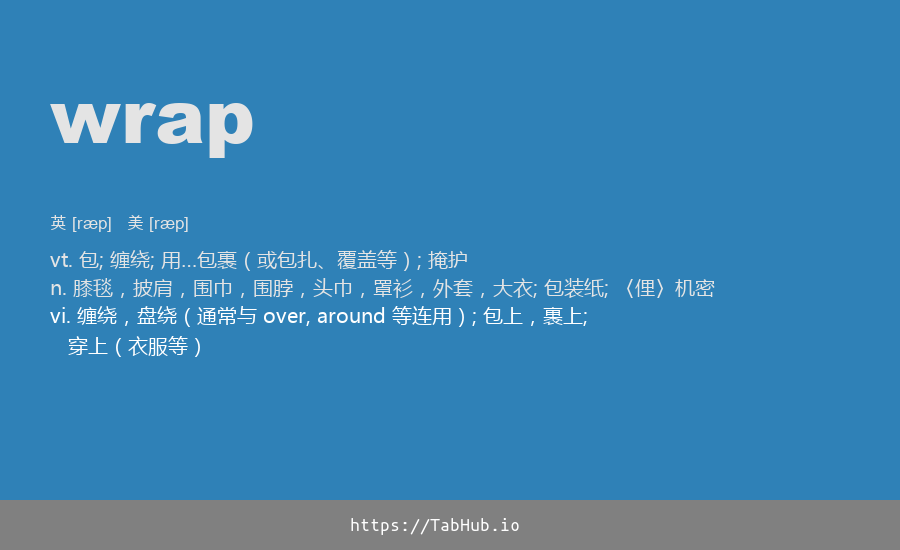 wrap
英 [ræp] 美 [ræp]
vt. 包; 缠绕; 用...包裹（或包扎、覆盖等）; 掩护
n. 膝毯，披肩，围巾，围脖，头巾，罩衫，外套，大衣; 包装纸; 〈俚〉机密
vi. 缠绕，盘绕（通常与 over, around 等连用）; 包上，裹上;
穿上（衣服等）
https://TabHub.io